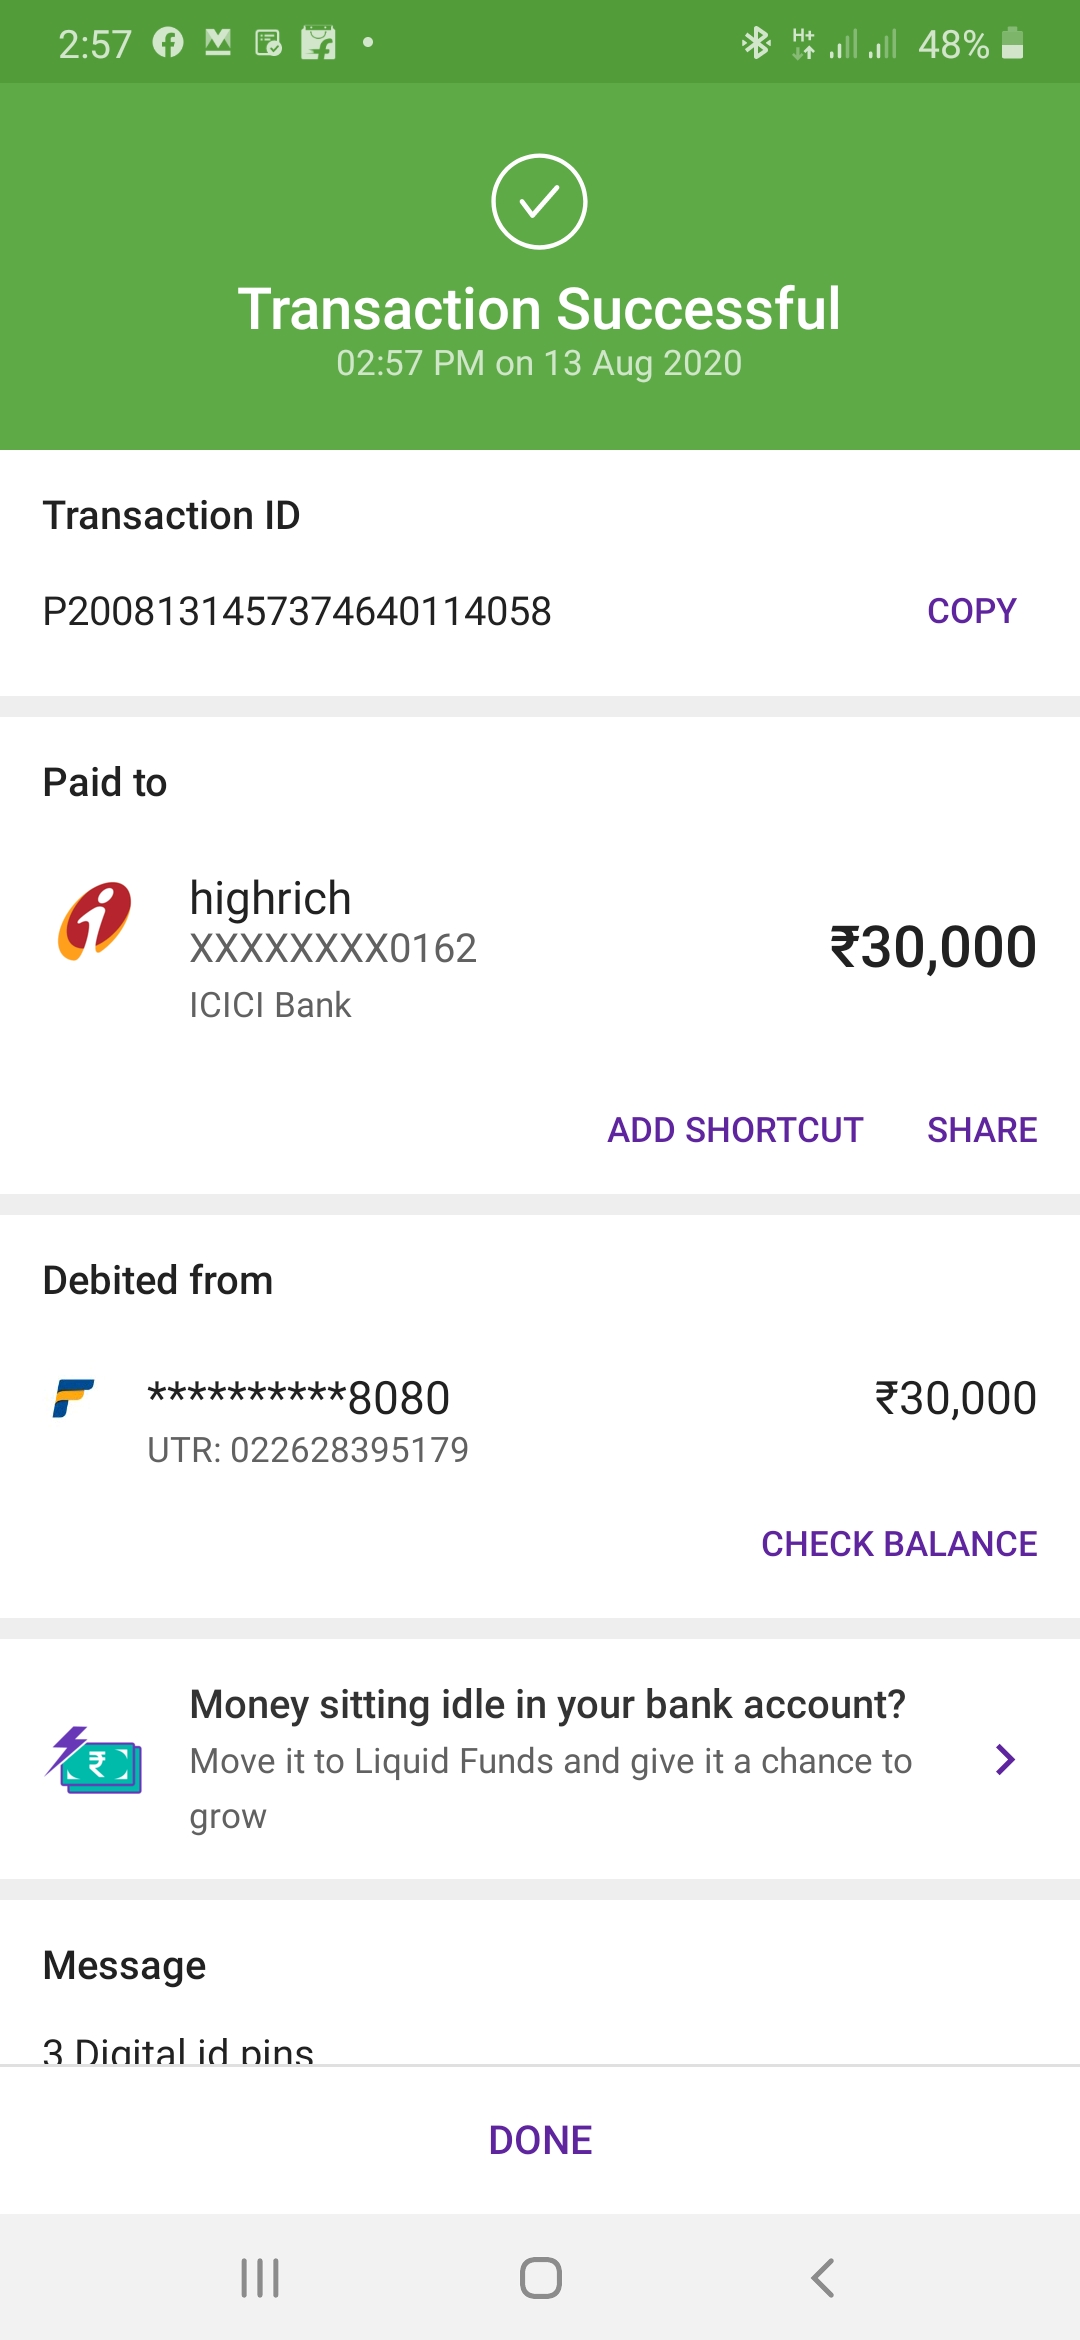 2:57
H+
48%
Transaction Successful
02:57 PM on 13 Aug 2020
Transaction ID
P2008131457374640114058
COPY
Paid to
highrich
XXXXXXXX0162
₹30,000
ICICI Bank
ADD SHORTCUT SHARE
Debited from
**********8080
₹30,000
UTR: 022628395179
CHECK BALANCE
Money sitting idle in your bank account?
Move it to Liquid Funds and give it a chance to
grow
Message
3 Digital id pins
DONE